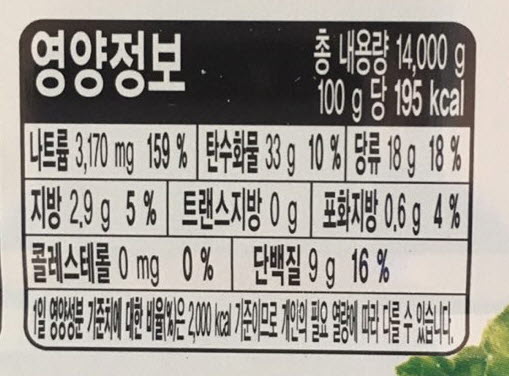 영양정보
총 내용량 14,000 g
100 g 당 195 kcal
나트륨 3,170 mg 159 % 탄수화물 33 g 10 % 당류 18 g 18 %
지방 2.9 g 5 % 트랜스지방 0 g 포화지방 0.6 g 4 %
콜레스테롤 0 mg 0 % 단백질 9 g 16 %
1일 영양성분 기준치에 대한 비율(%)은 2,000 kcal 기준이므로 개인의 필요 열량에 따라 다를 수 있습니다.